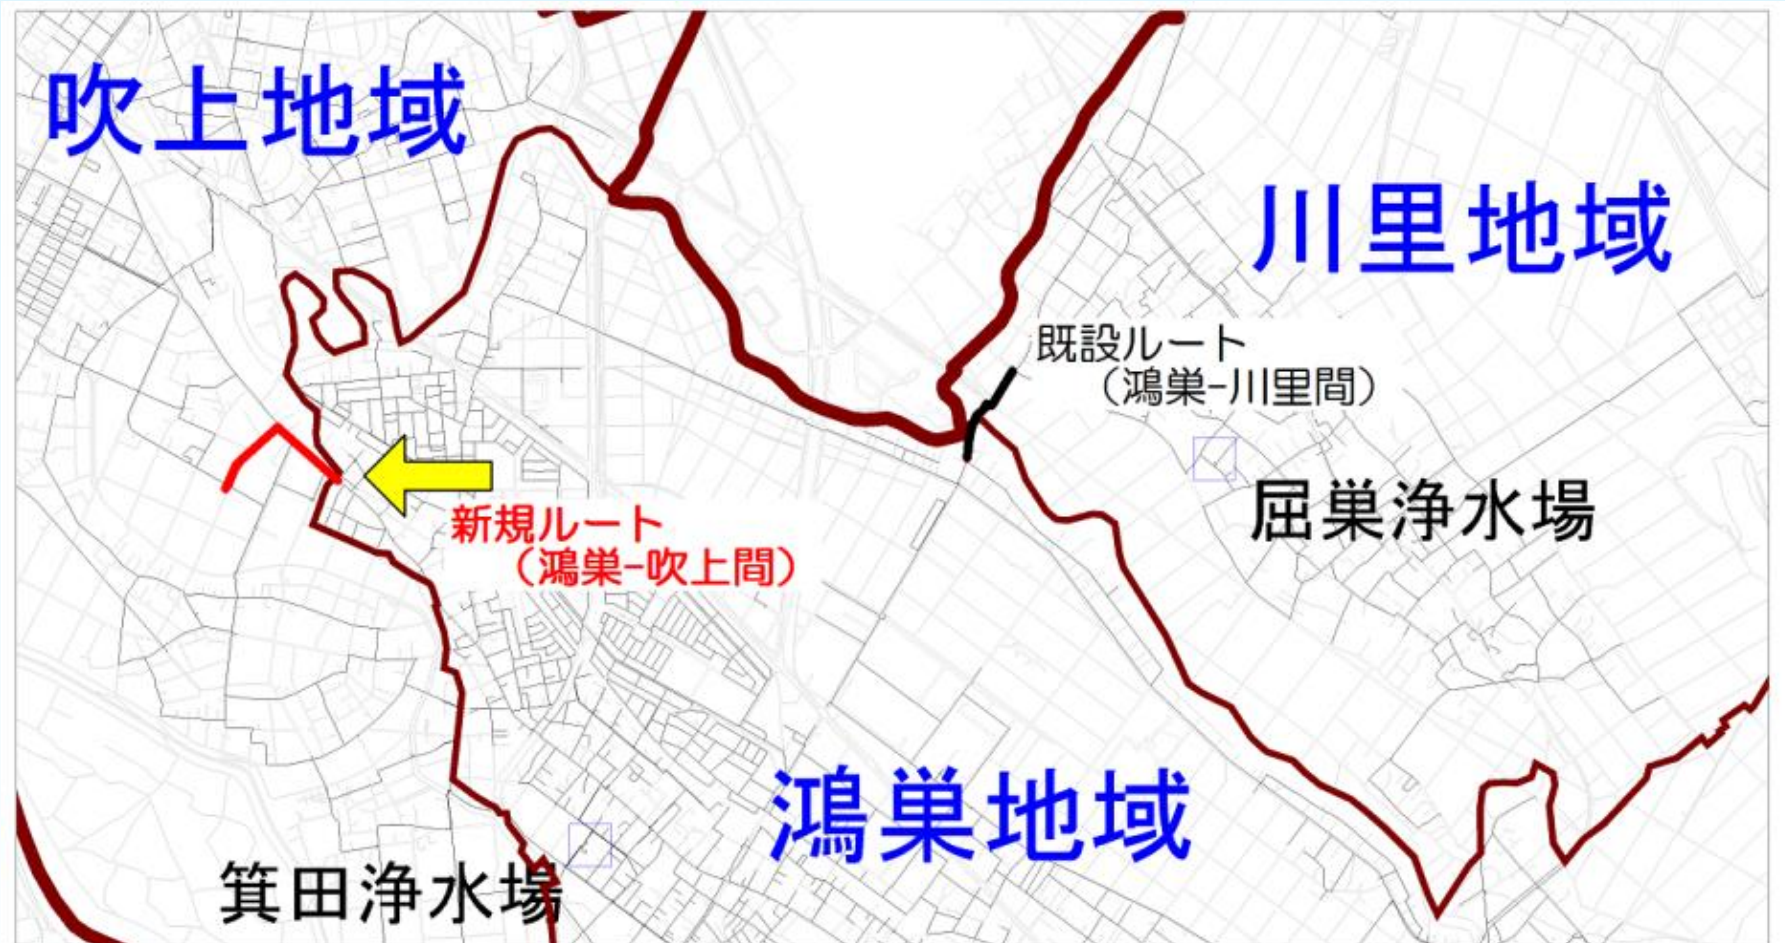 吹上地域
川里地域
既設ルート
（鴻巣-川里間）
屈巣浄水場
新規ルート
（鴻巣-吹上間）
鴻巣地域
箕田浄水場